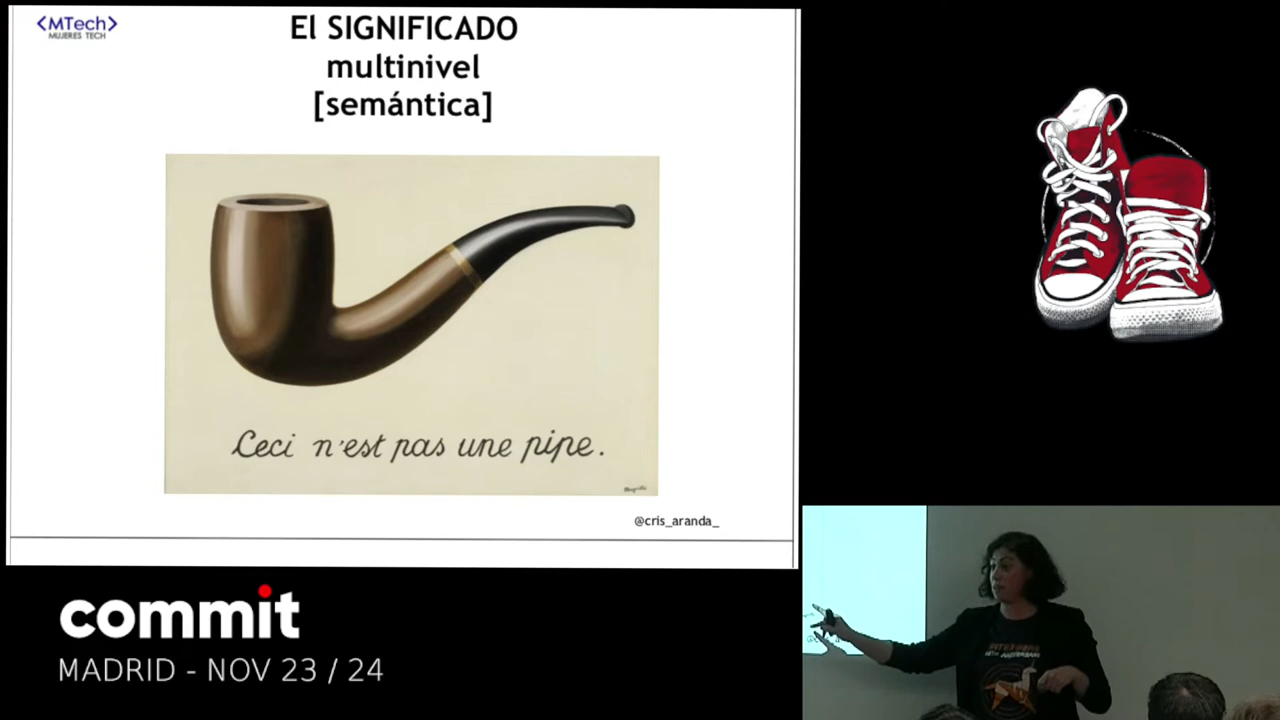 <MTech>
MUJERES TECH
El SIGNIFICADO
multinivel
[semántica]
Ceci n'est pas une pipe.
@cris_aranda_
commit
MADRID - NOV 23 / 24